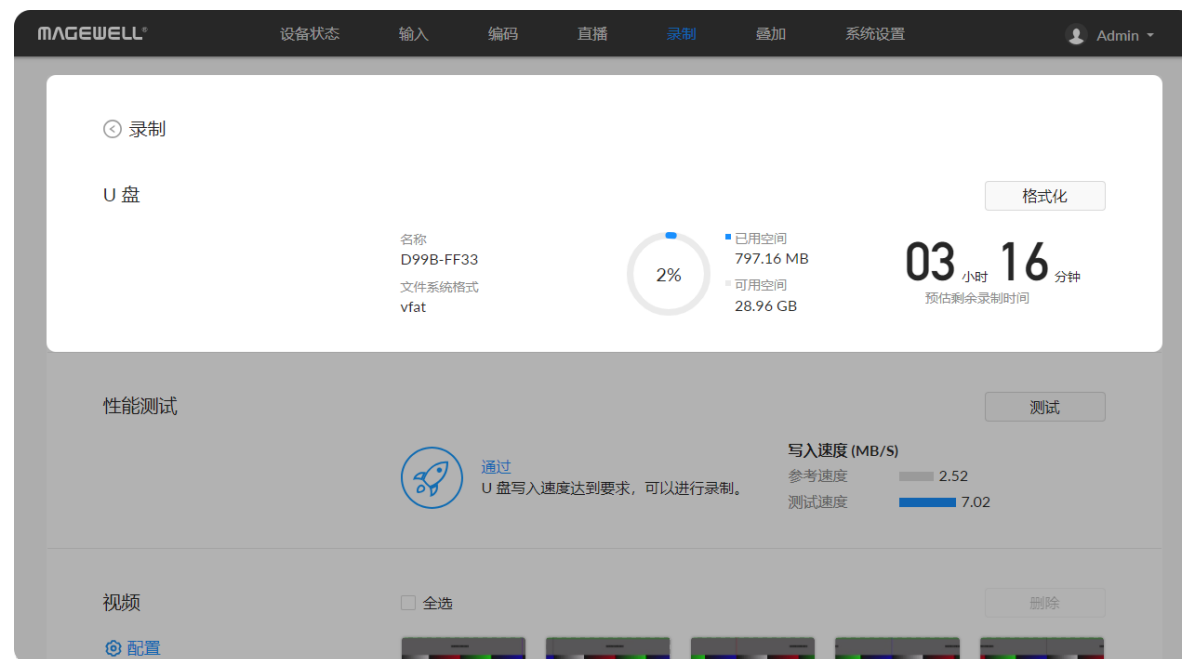 MAGEWELL®
设备状态 输入 编码 直播 录制 叠加 系统设置 Admin
录制
U 盘 格式化
名称
D99B-FF33
文件系统格式
vfat
2%
已用空间
797.16 MB
可用空间
28.96 GB
03 小时 16 分钟
预估剩余录制时间
性能测试 测试
通过
U 盘写入速度达到要求，可以进行录制。
写入速度 (MB/S)
参考速度 2.52
测试速度 7.02
视频 全选 删除
配置